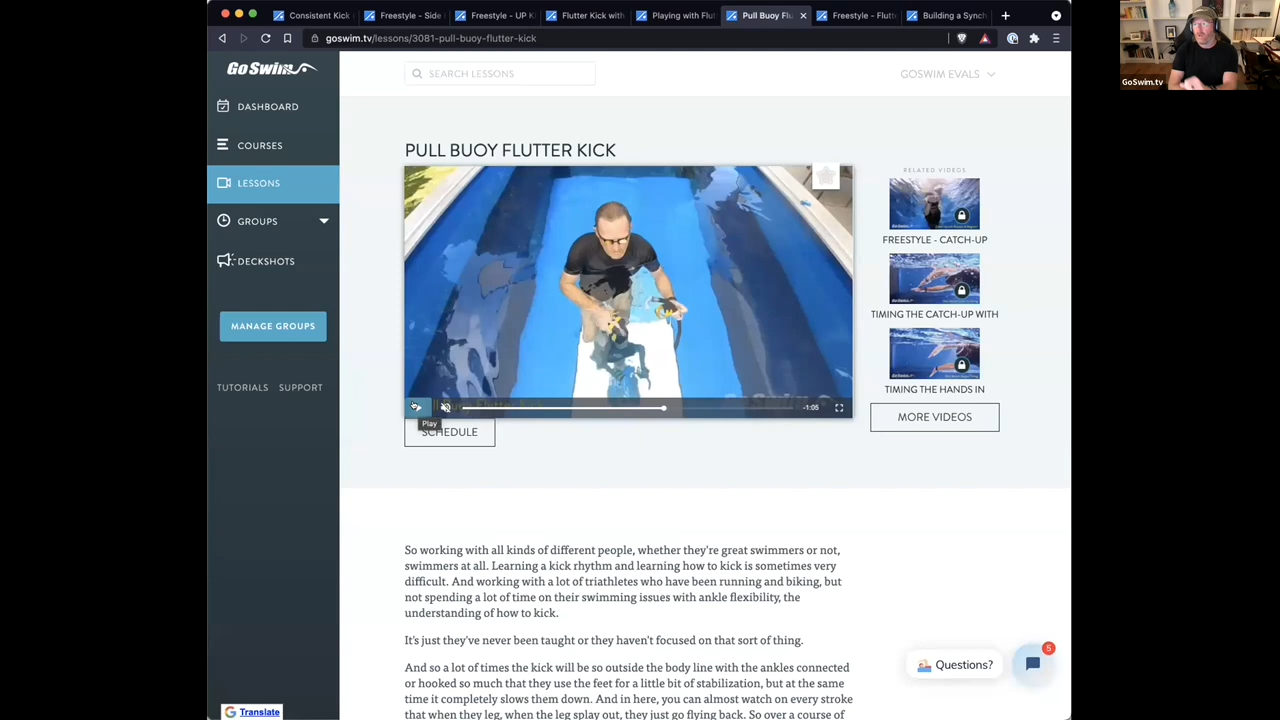 Consistent Kick
Freestyle - Side
Freestyle - UP K
Flutter Kick with
Playing with Flut
Pull Buoy Flu
Freestyle - Flutt
Building a Synch
goswim.tv/lessons/3081-pull-buoy-flutter-kick
GoSwim
SEARCH LESSONS
GOSWIM EVALS
GoSwim.tv
DASHBOARD
COURSES
LESSONS
GROUPS
DECKSHOTS
MANAGE GROUPS
TUTORIALS SUPPORT
PULL BUOY FLUTTER KICK
-1:05
Play
SCHEDULE
RELATED VIDEOS
FREESTYLE - CATCH-UP
TIMING THE CATCH-UP WITH
TIMING THE HANDS IN
MORE VIDEOS
So working with all kinds of different people, whether they're great swimmers or not,
swimmers at all. Learning a kick rhythm and learning how to kick is sometimes very
difficult. And working with a lot of triathletes who have been running and biking, but
not spending a lot of time on their swimming issues with ankle flexibility, the
understanding of how to kick.
It's just they've never been taught or they haven't focused on that sort of thing.
And so a lot of times the kick will be so outside the body line with the ankles connected
or hooked so much that they use the feet for a little bit of stabilization, but at the same
time it completely slows them down. And in here, you can almost watch on every stroke
that when they leg, when the leg splay out, they just go flying back. So over a course of
Questions?
5
Translate